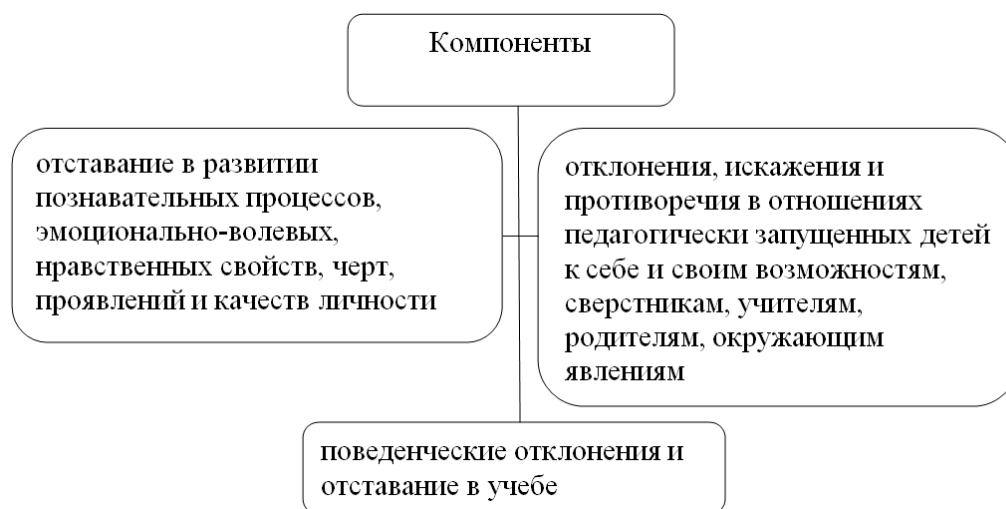 Компоненты
отставание в развитии
познавательных процессов,
эмоционально-волевых,
нравственных свойств, черт,
проявлений и качеств личности
отклонения, искажения и
противоречия в отношениях
педагогически запущенных детей
к себе и своим возможностям,
сверстникам, учителям,
родителям, окружающим
явлениям
поведенческие отклонения и
отставание в учебе